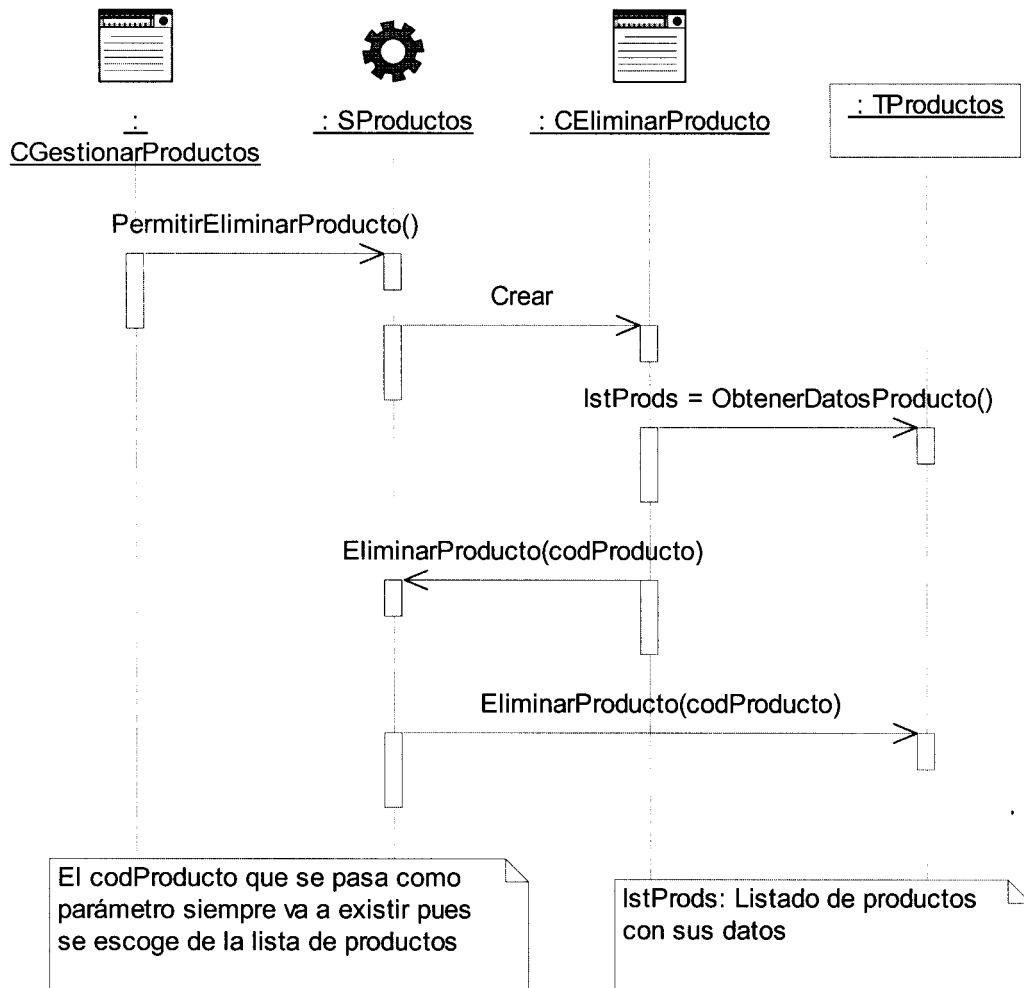 :
CGestionarProductos
: SProductos
: CEliminarProducto
: TProductos
PermitirEliminarProducto()
Crear
lstProds = ObtenerDatosProducto()
EliminarProducto(codProducto)
EliminarProducto(codProducto)
El codProducto que se pasa como
parámetro siempre va a existir pues
se escoge de la lista de productos
lstProds: Listado de productos
con sus datos